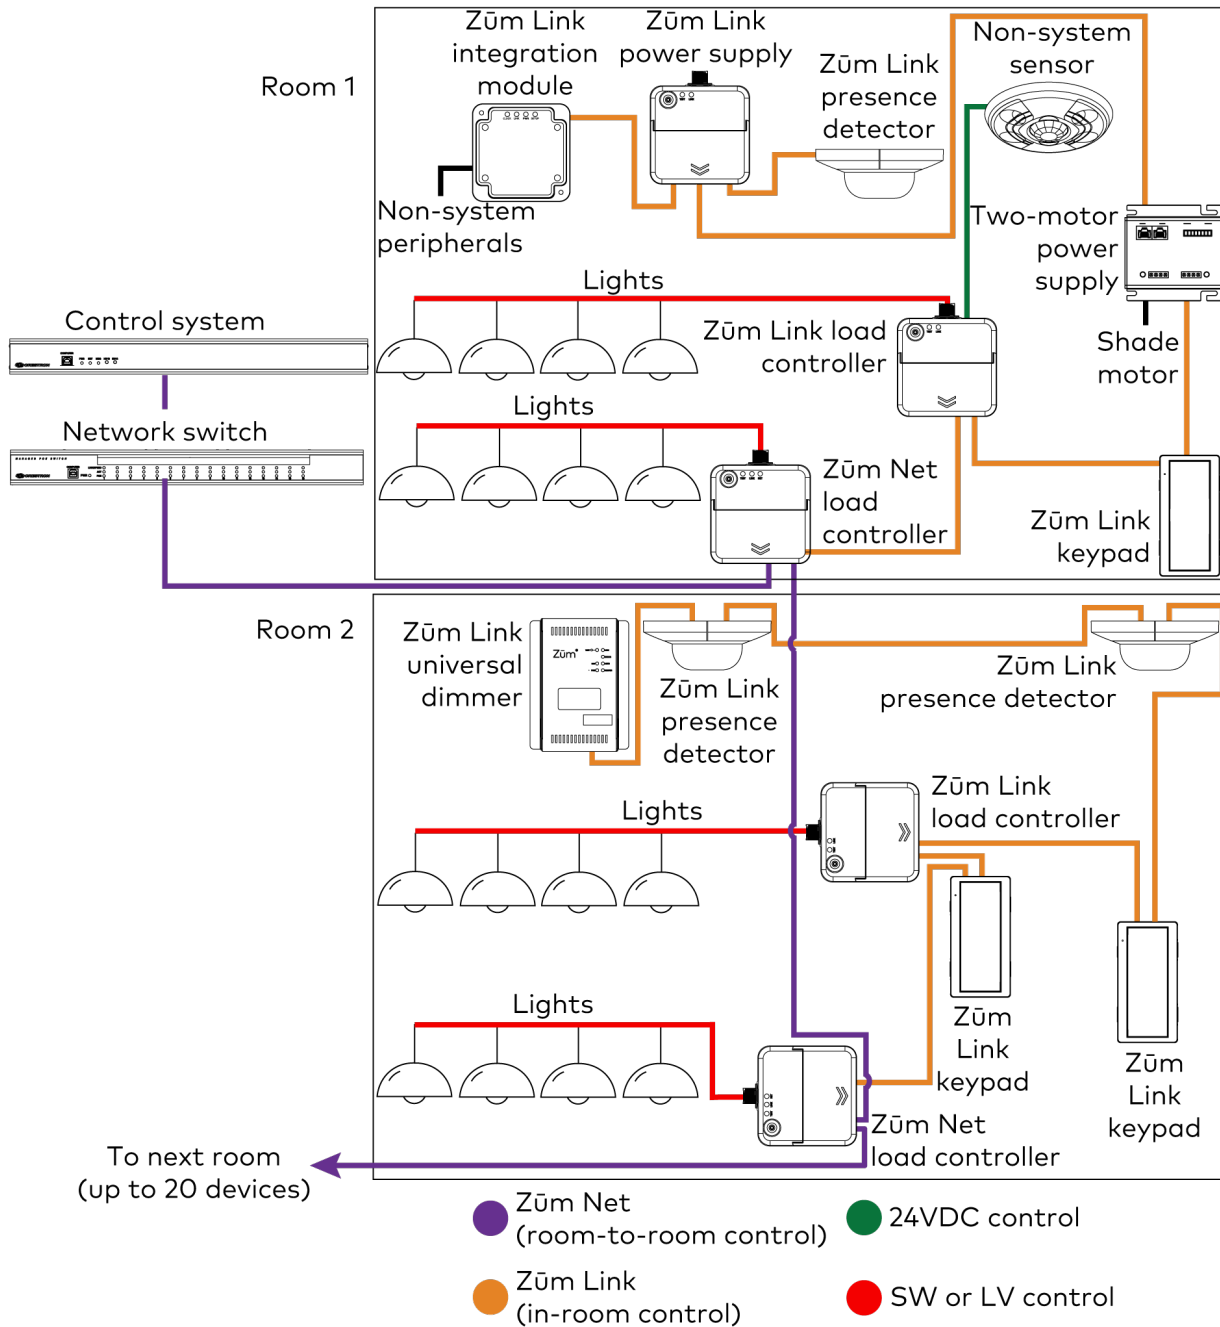 Room 1
Zūm Link
integration
module
Zūm Link
power supply
Zūm Link
presence
detector
Non-system
sensor
Non-system
peripherals
Two-motor
power
supply
Lights
Zūm Link load
controller
Shade
motor
Control system
Lights
Network switch
Zūm Net
load
controller
Zūm Link
keypad
Room 2
Zūm Link
universal
dimmer
Zūm
Zūm Link
presence
detector
Zūm Link
presence detector
Lights
Zūm Link
load controller
Lights
Zūm
Link
keypad
Zūm
Link
keypad
Zūm Net
load controller
To next room
(up to 20 devices)
Zūm Net
(room-to-room control)
24VDC control
Zūm Link
(in-room control)
SW or LV control